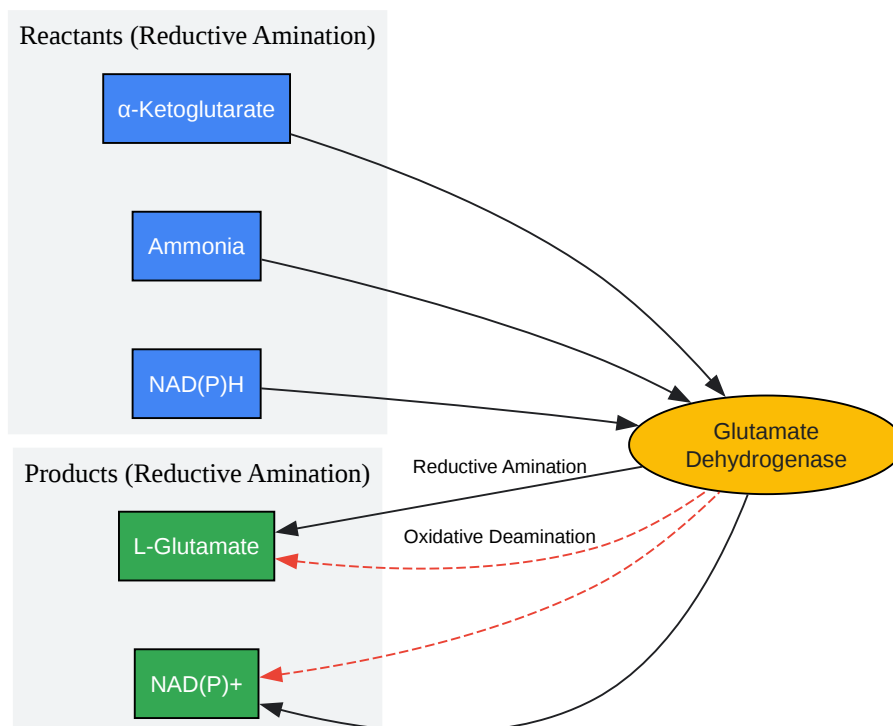 Reactants (Reductive Amination)
α-Ketoglutarate
Ammonia
NAD(P)H
Glutamate
Dehydrogenase
Products (Reductive Amination)
Reductive Amination
L-Glutamate
Oxidative Deamination
NAD(P)+